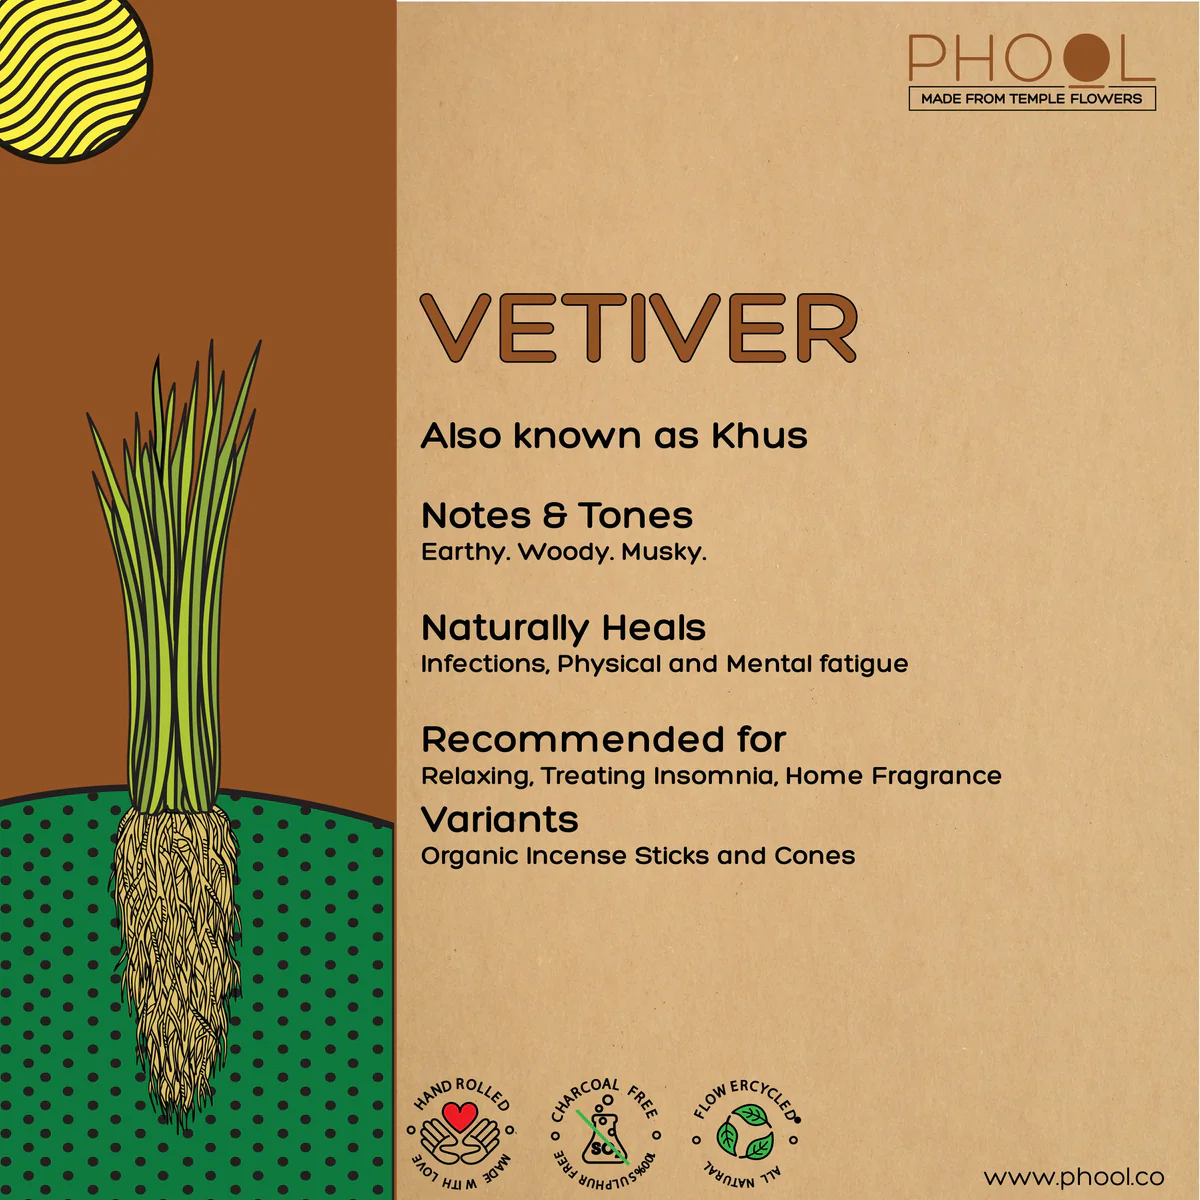 PHOOL
MADE FROM TEMPLE FLOWERS
VETIVER
Also known as Khus
Notes & Tones
Earthy. Woody. Musky.
Naturally Heals
Infections, Physical and Mental fatigue
Recommended for
Relaxing, Treating Insomnia, Home Fragrance
Variants
Organic Incense Sticks and Cones
HAND ROLLED
MADE WITH LOVE
CHARCOAL FREE
SO
100% SULPHUR FREE
FLOWERCYCLED®
ALL NATURAL
www.phool.co